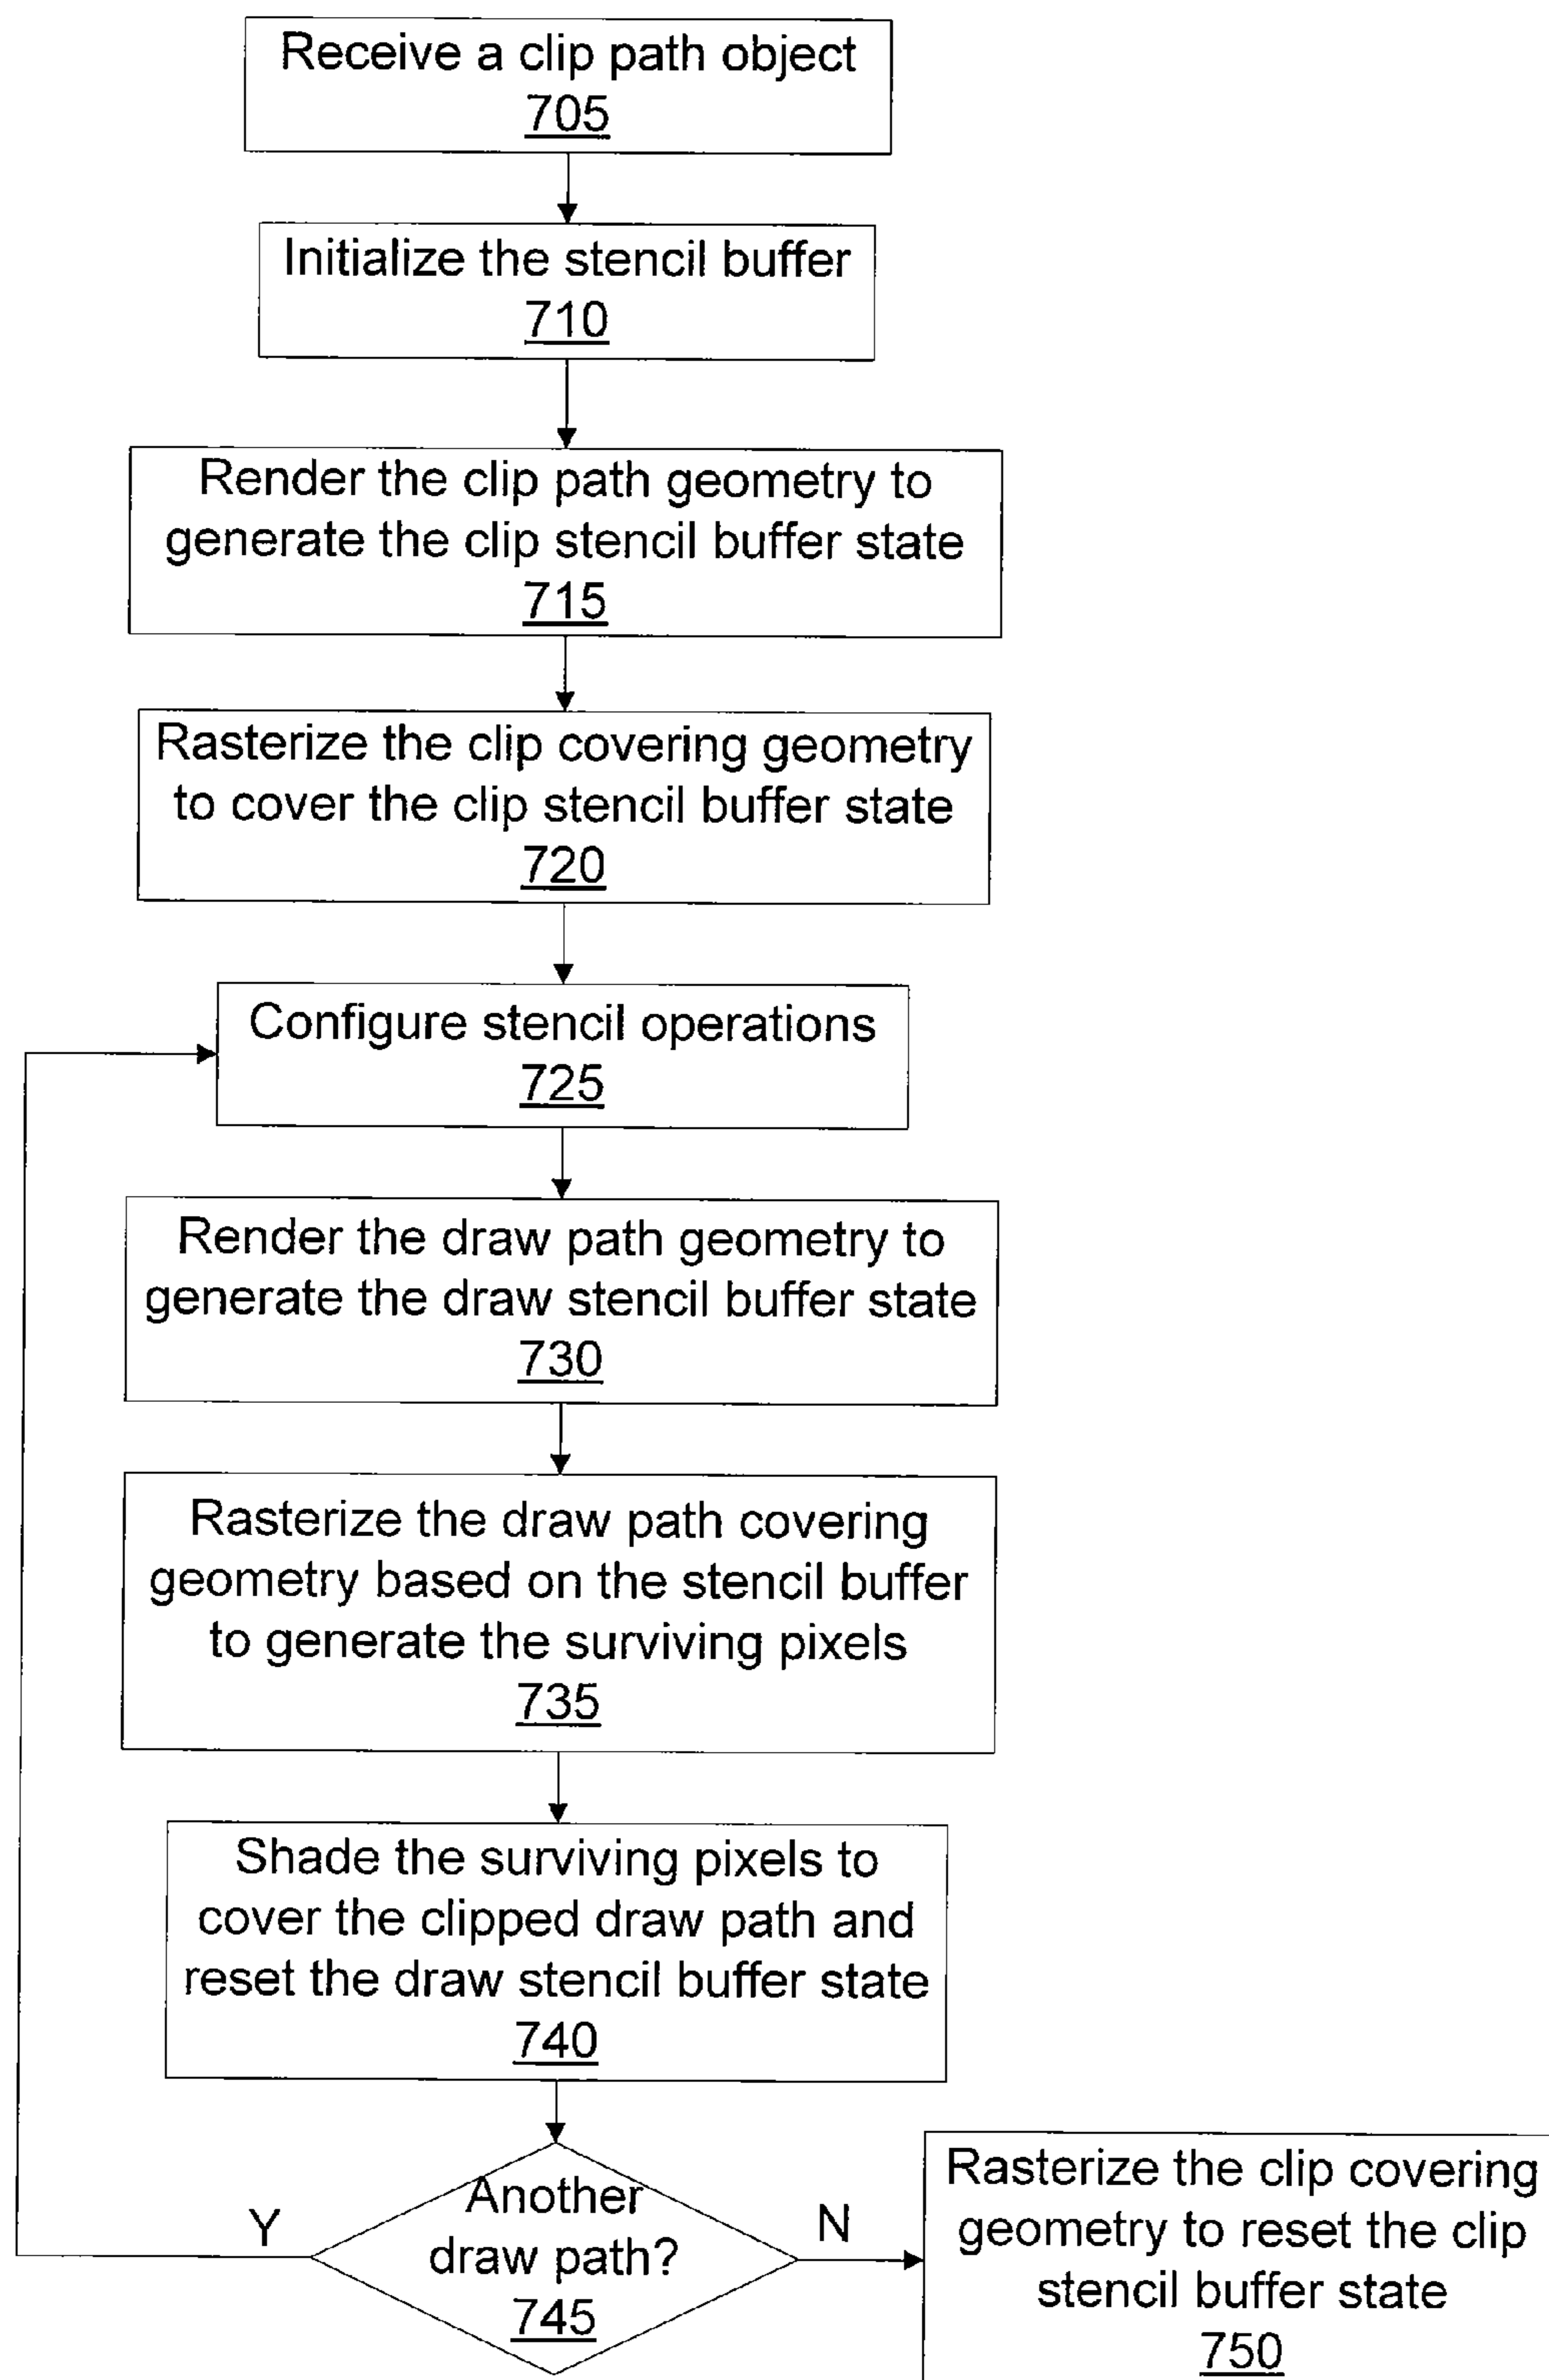 Receive a clip path object
705
Initialize the stencil buffer
710
Render the clip path geometry to
generate the clip stencil buffer state
715
Rasterize the clip covering geometry
to cover the clip stencil buffer state
720
Configure stencil operations
725
Render the draw path geometry to
generate the draw stencil buffer state
730
Rasterize the draw path covering
geometry based on the stencil buffer
to generate the surviving pixels
735
Shade the surviving pixels to
cover the clipped draw path and
reset the draw stencil buffer state
740
Another
draw path?
745
Y
N
Rasterize the clip covering
geometry to reset the clip
stencil buffer state
750